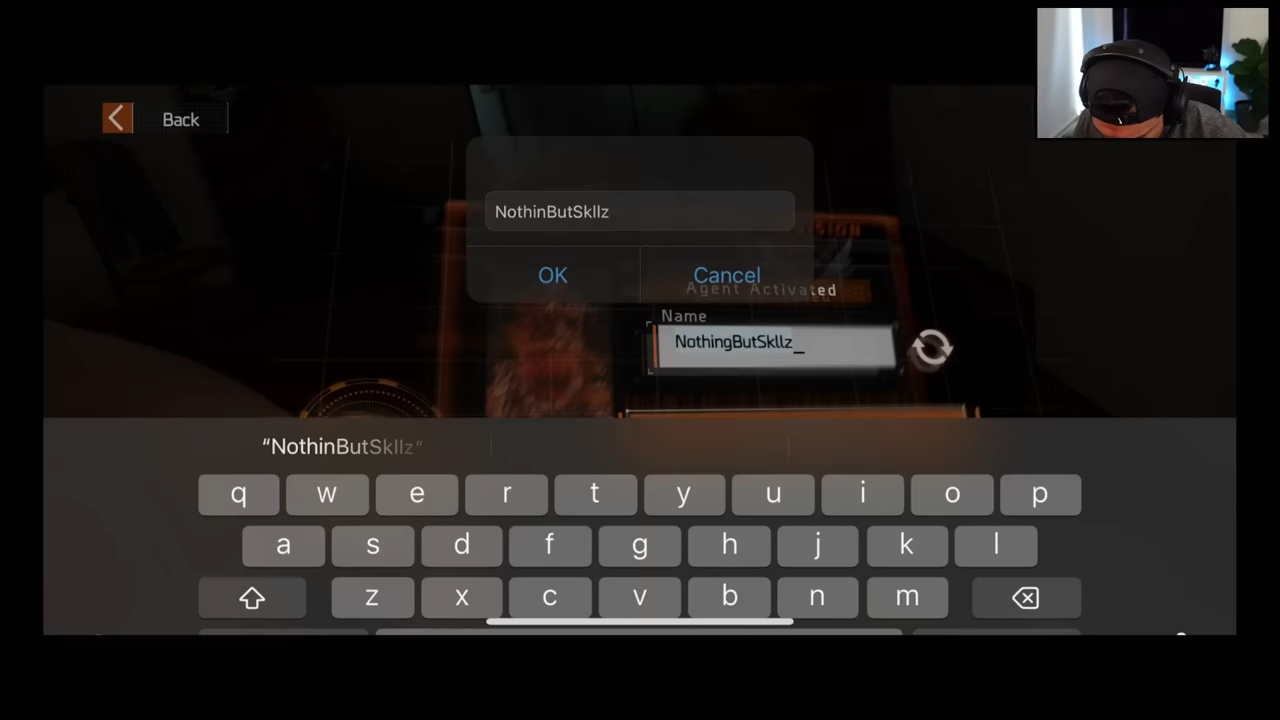 Back
NothinButSkllz
OK
Cancel
Agent Activated
Name
NothingButSkllz_
“NothinButSkllz”
q w e r t y u i o p
a s d f g h j k l
z x c v b n m